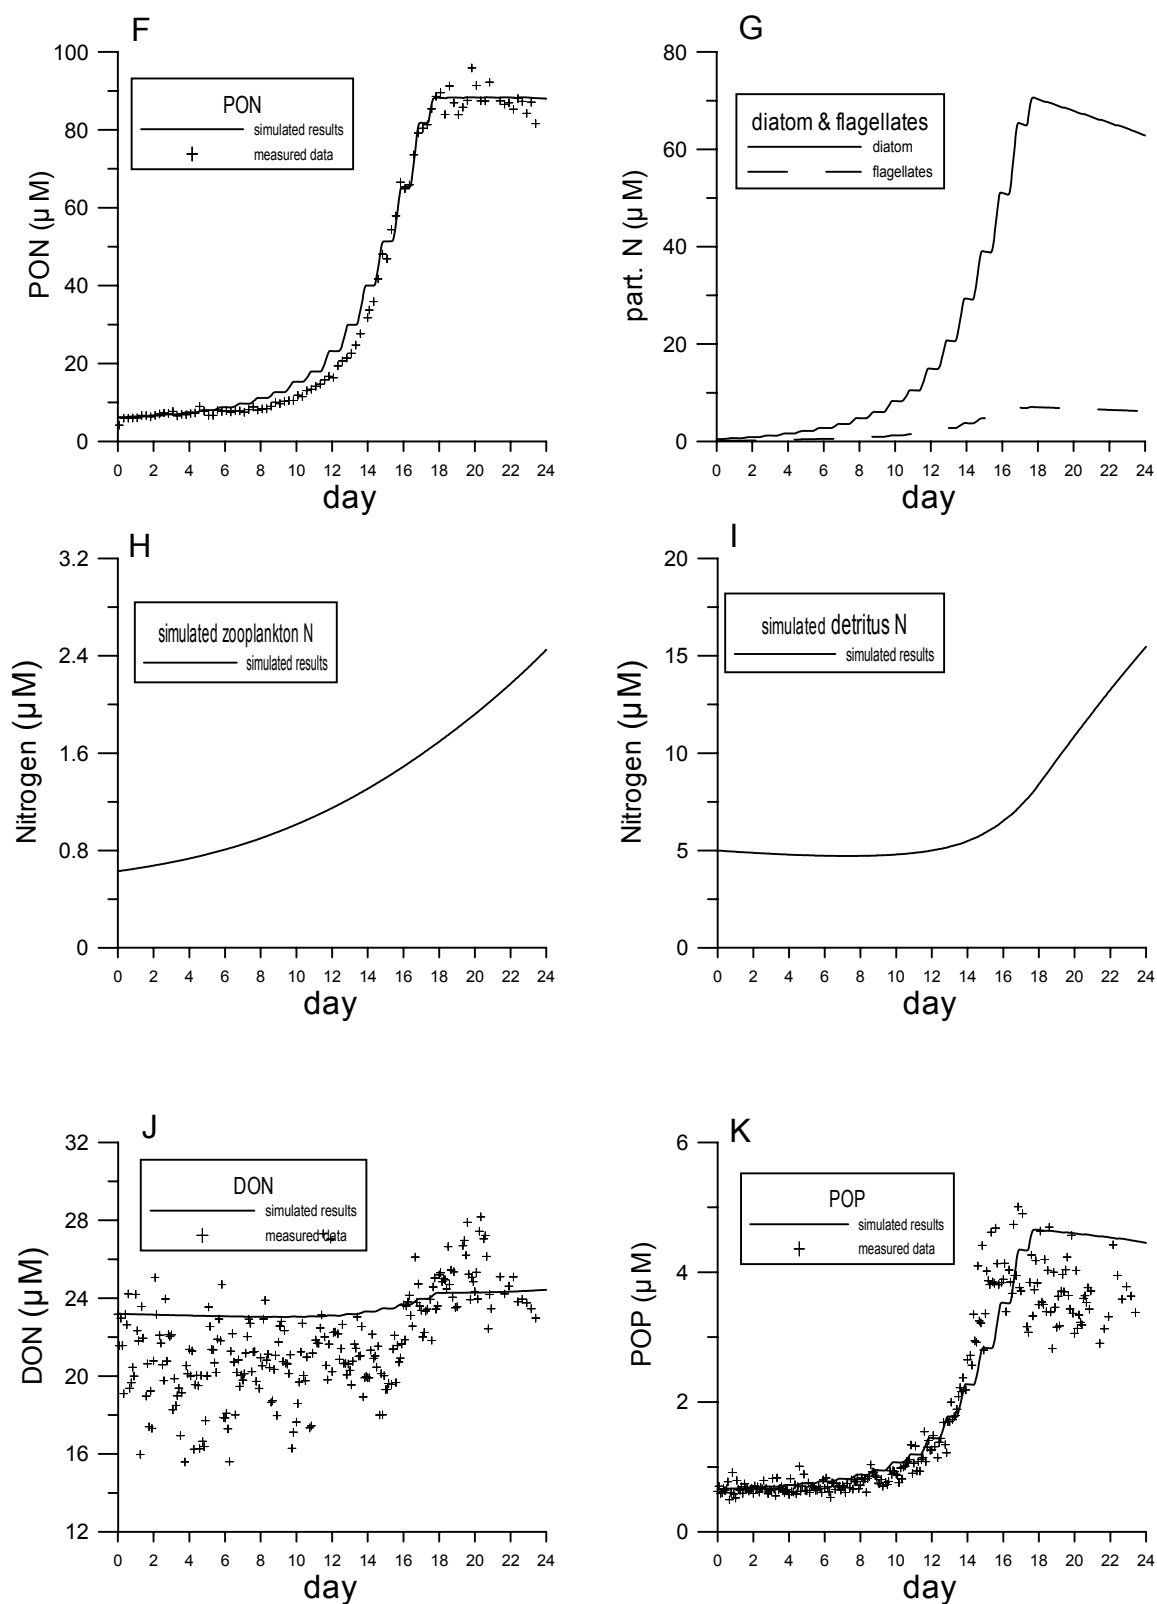 F
100
80
60
40
20
0
PON (µ M)
PON
simulated results
measured data
0 2 4 6 8 10 12 14 16 18 20 22 24
day
G
80
60
40
20
0
part. N (µ M)
diatom & flagellates
diatom
flagellates
0 2 4 6 8 10 12 14 16 18 20 22 24
day
H
3.2
2.4
1.6
0.8
0
Nitrogen (µ M)
simulated zooplankton N
simulated results
0 2 4 6 8 10 12 14 16 18 20 22 24
day
I
20
15
10
5
0
Nitrogen (µ M)
simulated detritus N
simulated results
0 2 4 6 8 10 12 14 16 18 20 22 24
day
J
32
28
24
20
16
12
DON (µ M)
DON
simulated results
measured data
0 2 4 6 8 10 12 14 16 18 20 22 24
day
K
6
4
2
0
POP (µ M)
POP
simulated results
measured data
0 2 4 6 8 10 12 14 16 18 20 22 24
day